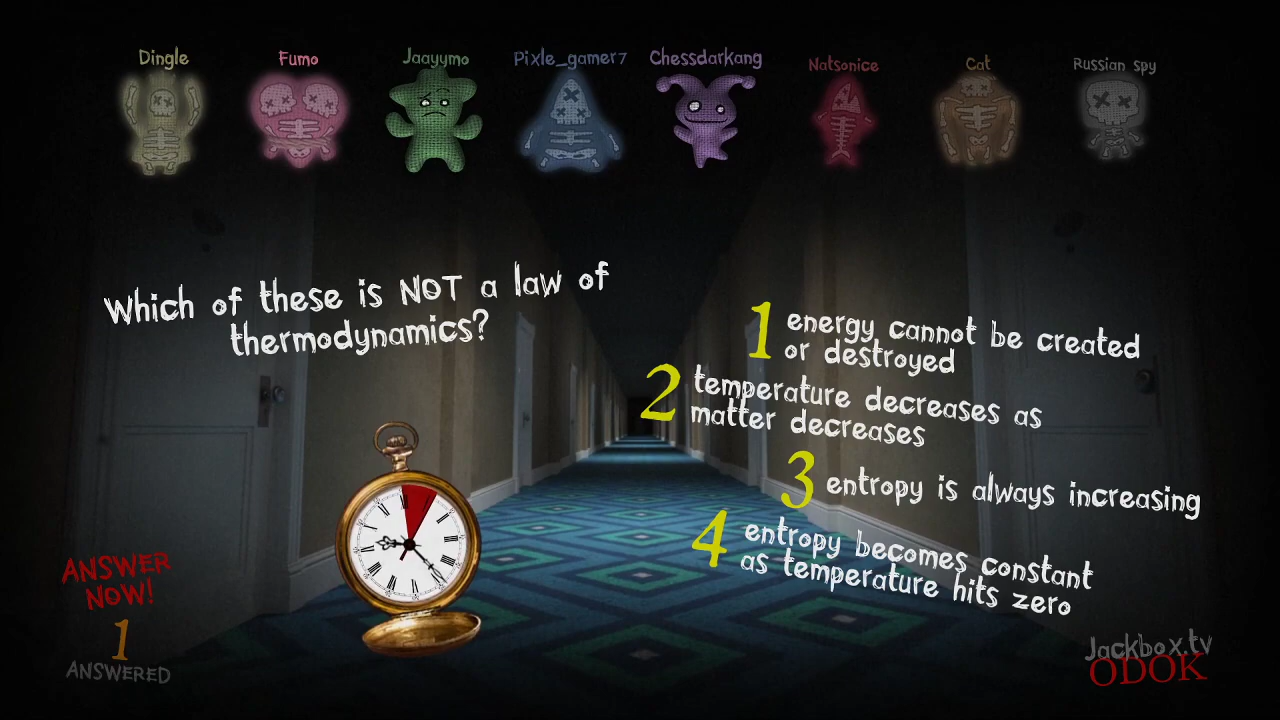 Dingle
Fumo
Jaayymo
Pixle_gamer7
Chessdarkang
Natsonice
Cat
Russian spy
Which of these is NOT a law of
thermodynamics?
1 energy cannot be created
or destroyed
2 temperature decreases as
matter decreases
3 entropy is always increasing
4 entropy becomes constant
as temperature hits zero
ANSWER
NOW!
1
ANSWERED
Jackbox.tv
ODOK